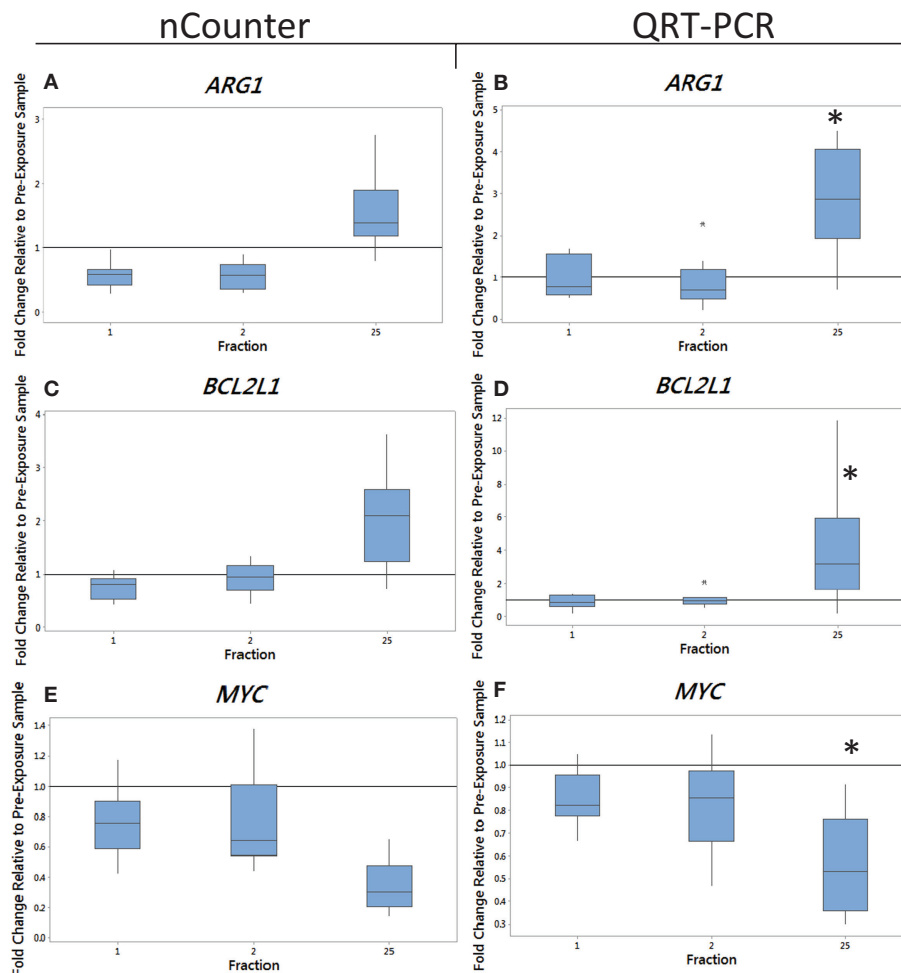 nCounter QRT-PCR
A ARG1
Fold Change Relative to Pre-Exposure Sample
3
2
1
0
1 2 25
Fraction
B ARG1
*
Fold Change Relative to Pre-Exposure Sample
5
4
3
2
1
0
*
1 2 25
Fraction
C BCL2L1
Fold Change Relative to Pre-Exposure Sample
4
3
2
1
0
1 2 25
Fraction
D BCL2L1
Fold Change Relative to Pre-Exposure Sample
12
10
8
6
4
2
0
*
*
1 2 25
Fraction
E MYC
Fold Change Relative to Pre-Exposure Sample
1.4
1.2
1.0
0.8
0.6
0.4
0.2
0.0
1 2 25
Fraction
F MYC
Fold Change Relative to Pre-Exposure Sample
1.2
1.1
1.0
0.9
0.8
0.7
0.6
0.5
0.4
0.3
*
1 2 25
Fraction